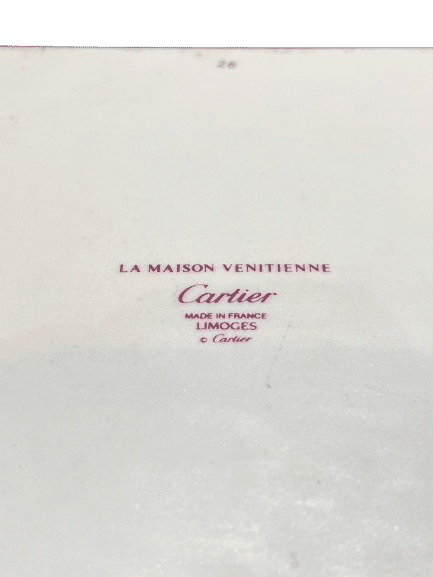 26
LA MAISON VENITIENNE
Cartier
MADE IN FRANCE
LIMOGES
© Cartier